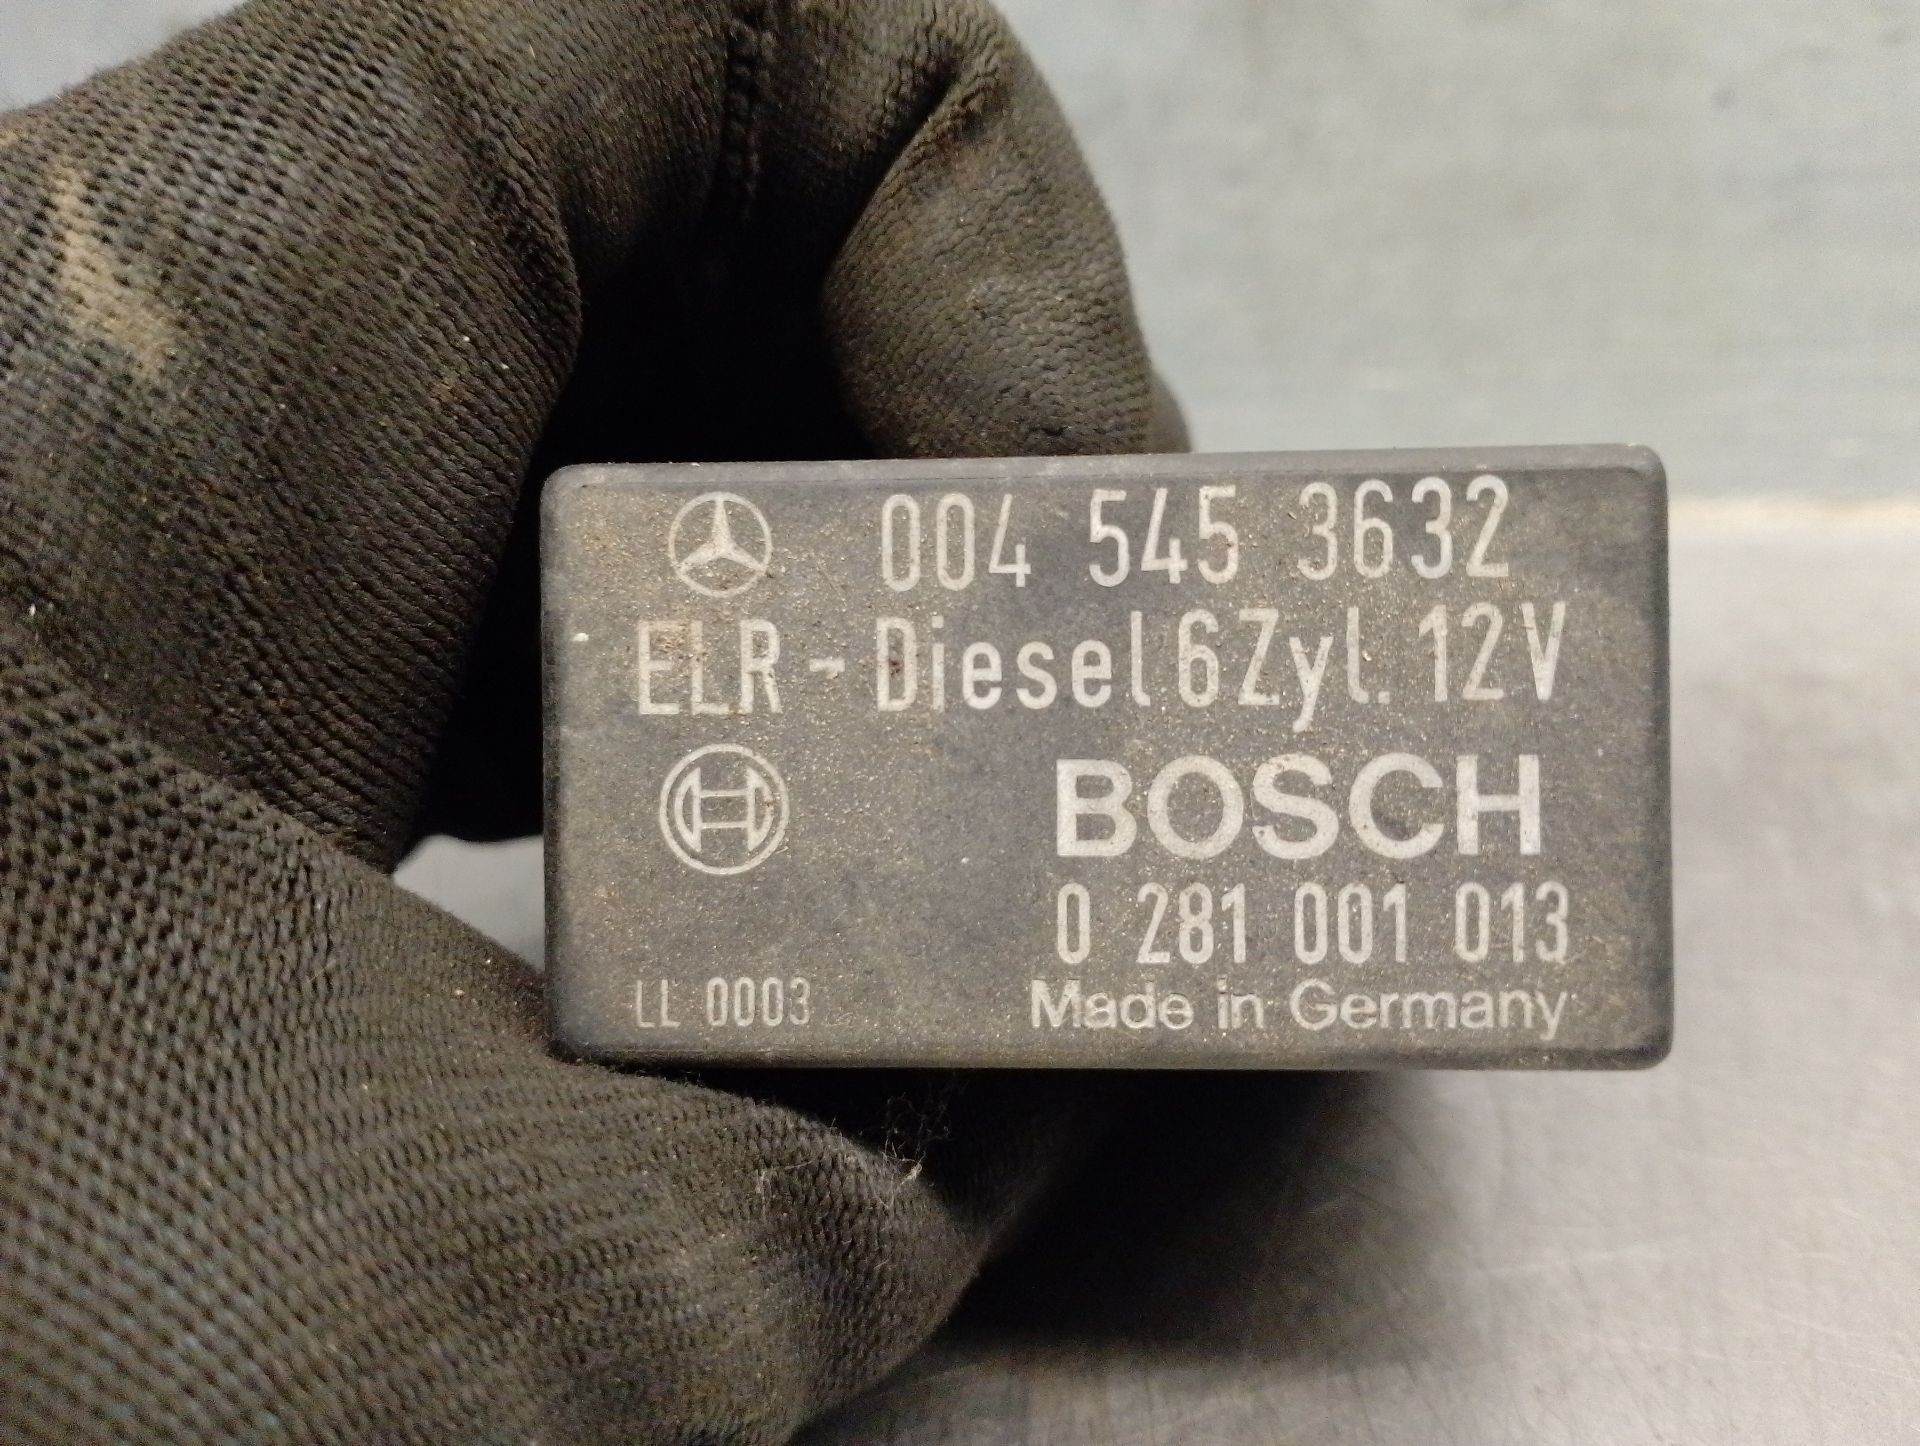 004 545 3632
ELR - Diesel 6Zyl. 12V
BOSCH
0 281 001 013
LL 0003 Made in Germany